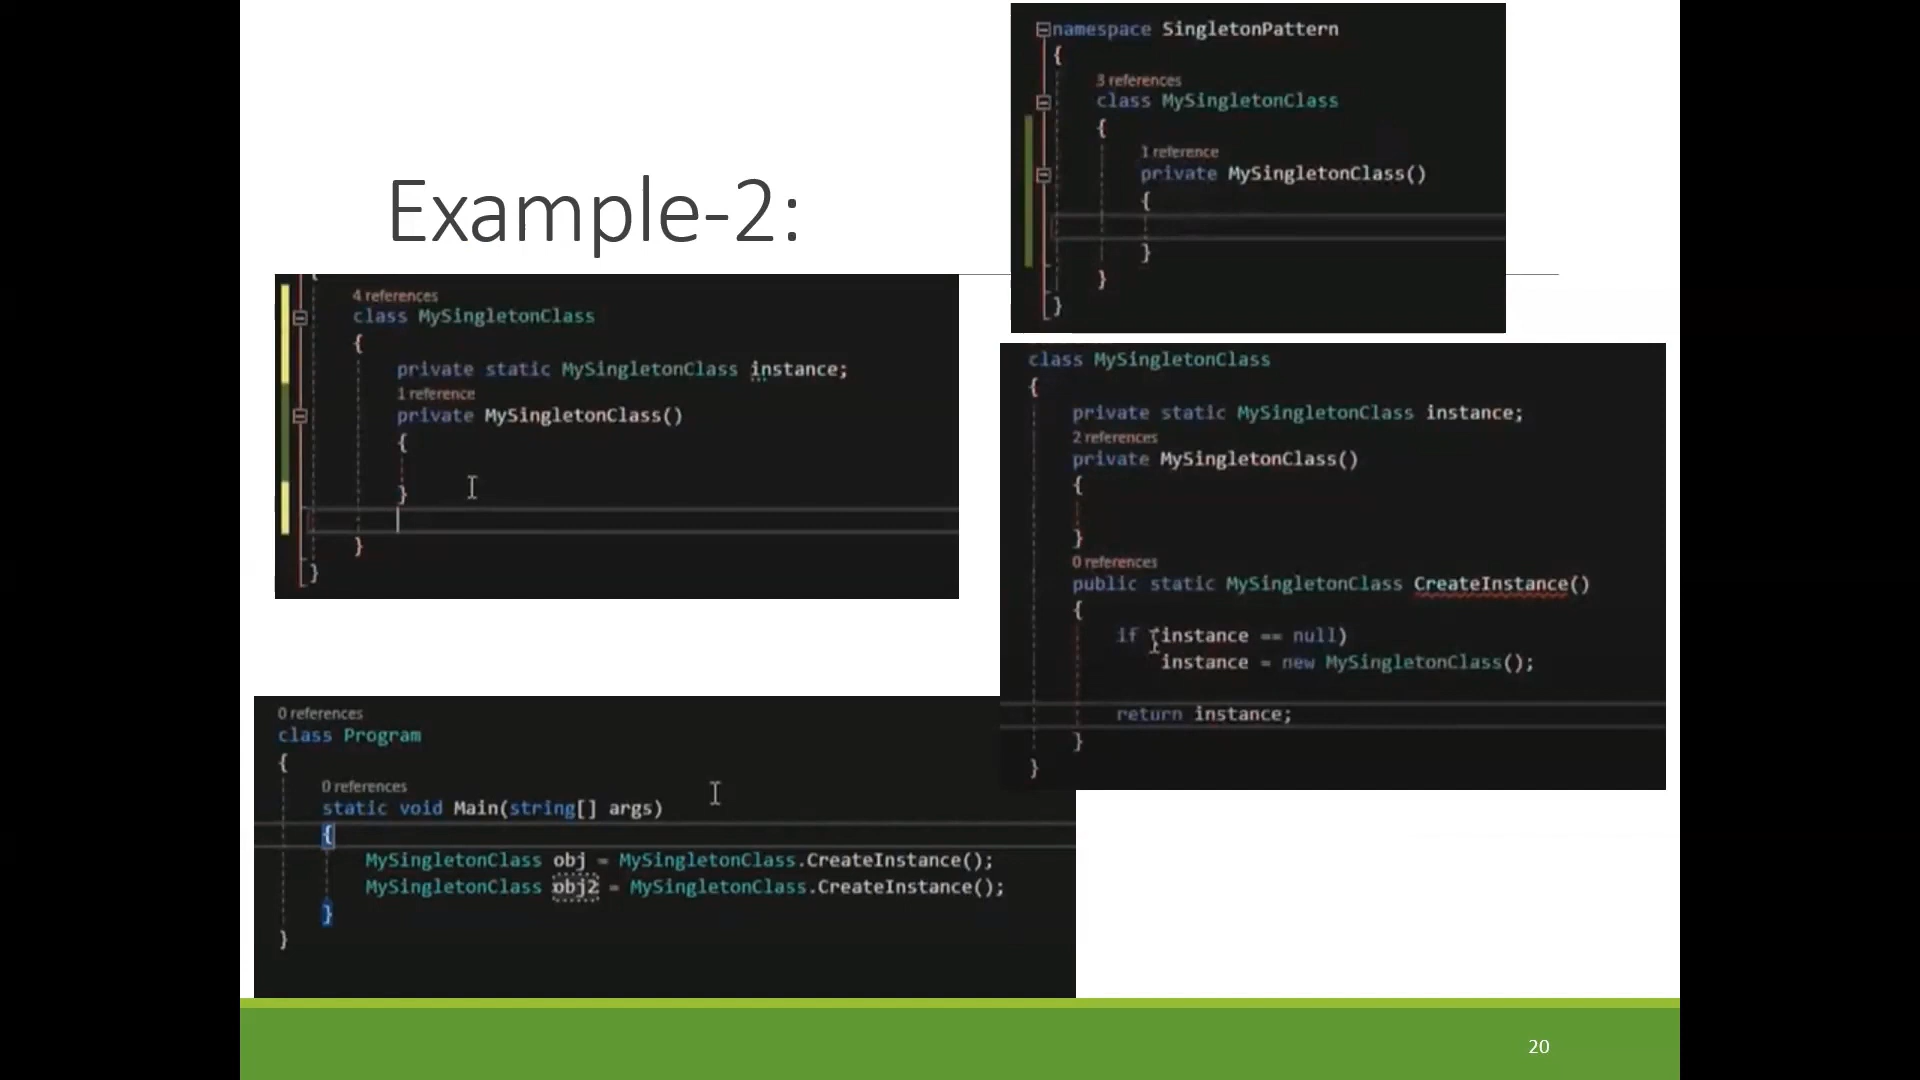 Example-2:
namespace SingletonPattern
{
3 references
class MySingletonClass
{
1 reference
private MySingletonClass()
{
}
}
}
{
4 references
class MySingletonClass
{
private static MySingletonClass instance;
1 reference
private MySingletonClass()
{
}
}
}
class MySingletonClass
{
private static MySingletonClass instance;
2 references
private MySingletonClass()
{
}
0 references
public static MySingletonClass CreateInstance()
{
if (instance == null)
instance = new MySingletonClass();
return instance;
}
}
0 references
class Program
{
0 references
static void Main(string[] args)
{
MySingletonClass obj = MySingletonClass.CreateInstance();
MySingletonClass obj2 = MySingletonClass.CreateInstance();
}
}
20